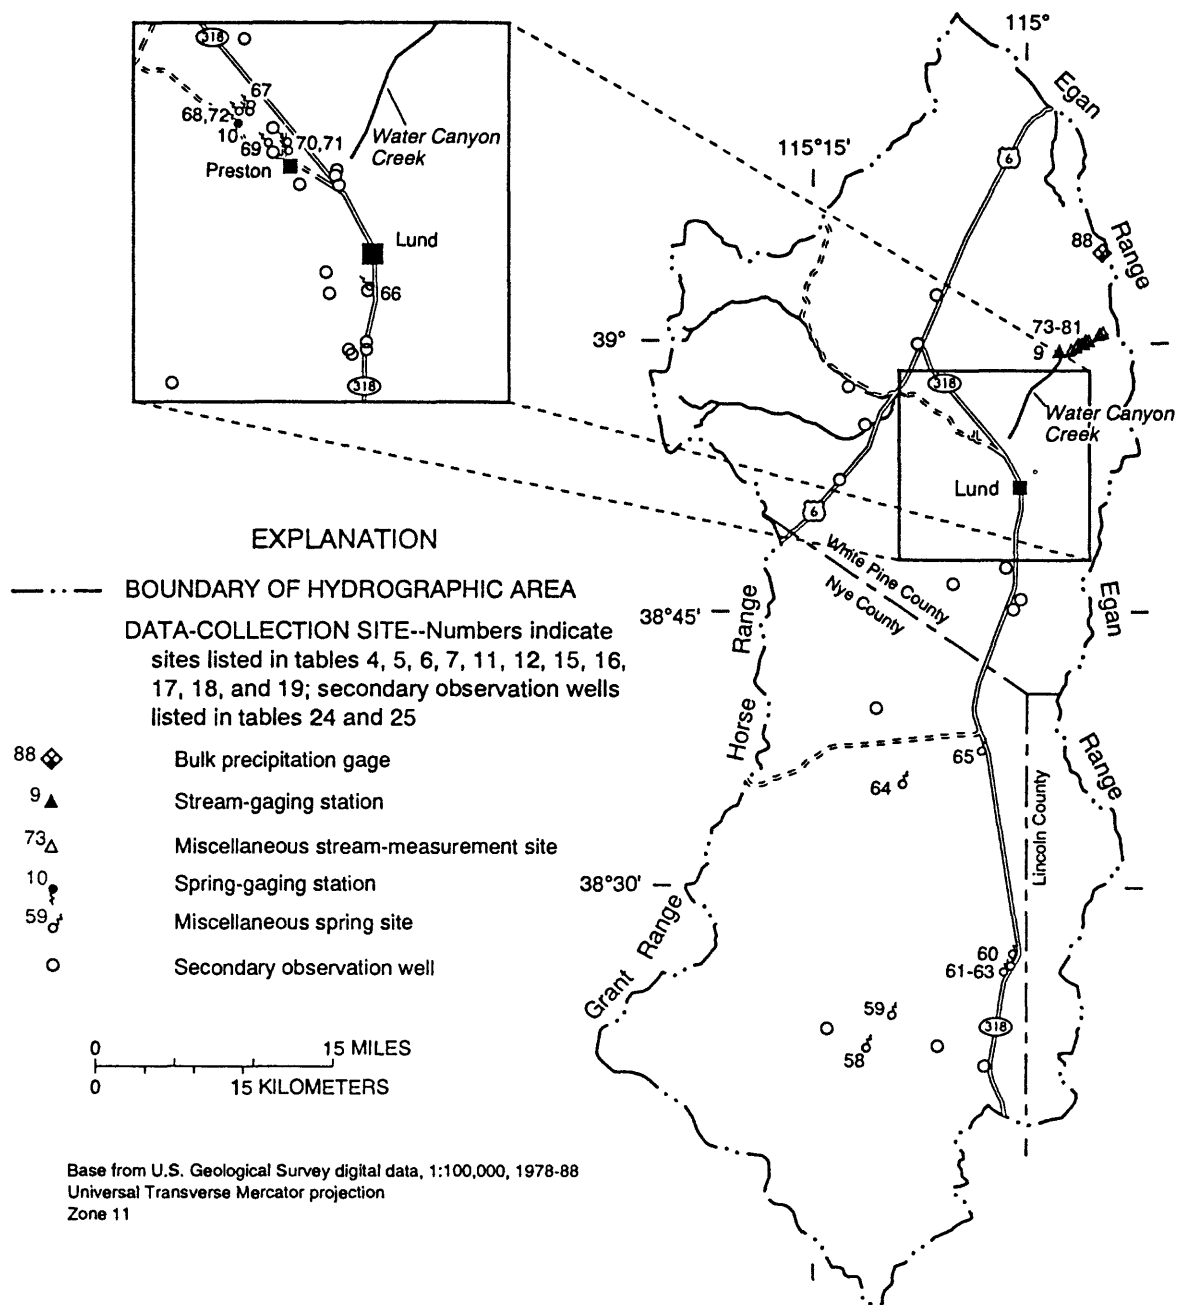 318
67
68,72
10
69
70,71
Preston
Water Canyon
Creek
Lund
66
318
115°
Egan
115°15'
6
Range
88
39°
73-81
9
318
Water Canyon
Creek
Lund
6
White Pine County
Nye County
38°45'
Egan
Horse Range
65
64
Range
Lincoln County
38°30'
Grant Range
60
61-63
59
318
58
EXPLANATION
BOUNDARY OF HYDROGRAPHIC AREA
DATA-COLLECTION SITE--Numbers indicate
sites listed in tables 4, 5, 6, 7, 11, 12, 15, 16,
17, 18, and 19; secondary observation wells
listed in tables 24 and 25
88 Bulk precipitation gage
9 Stream-gaging station
73 Miscellaneous stream-measurement site
10 Spring-gaging station
59 Miscellaneous spring site
Secondary observation well
0 15 MILES
0 15 KILOMETERS
Base from U.S. Geological Survey digital data, 1:100,000, 1978-88
Universal Transverse Mercator projection
Zone 11